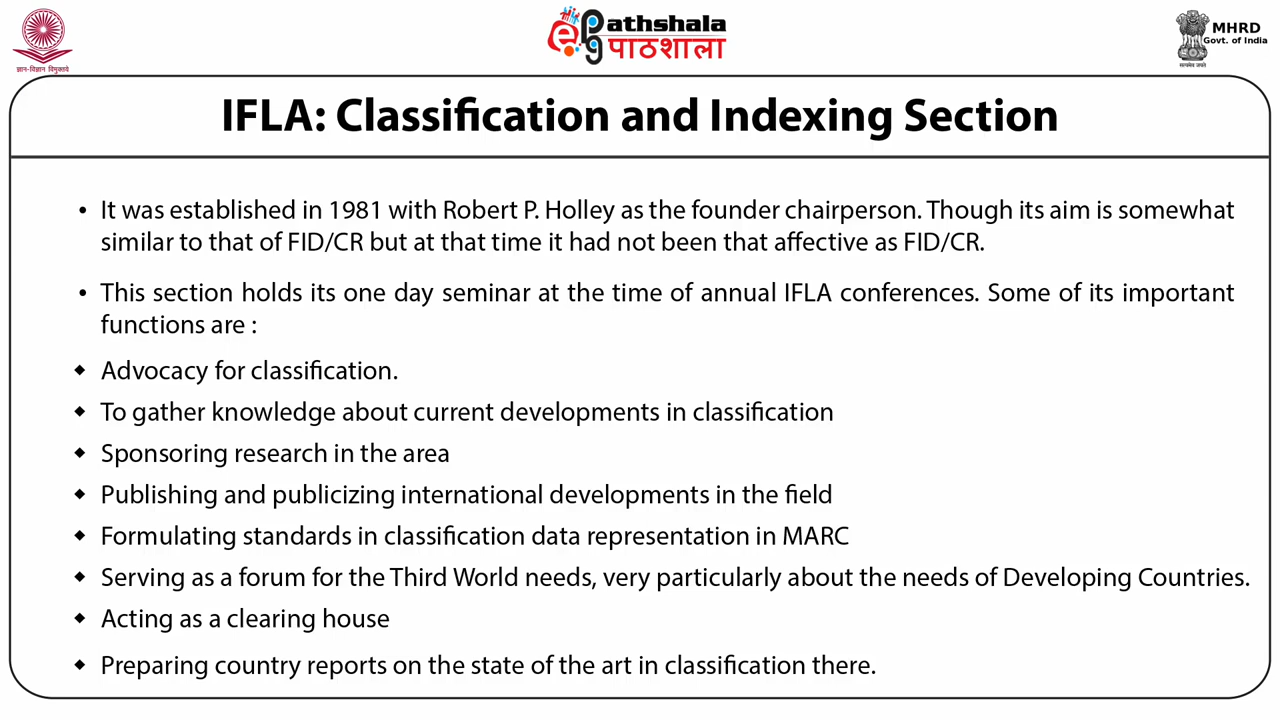 ज्ञान-विज्ञान विमुक्तये
ePathshala
पाठशाला
MHRD
Govt. of India
सत्यमेव जयते
IFLA: Classification and Indexing Section
• It was established in 1981 with Robert P. Holley as the founder chairperson. Though its aim is somewhat
similar to that of FID/CR but at that time it had not been that affective as FID/CR.
• This section holds its one day seminar at the time of annual IFLA conferences. Some of its important
functions are :
◆ Advocacy for classification.
◆ To gather knowledge about current developments in classification
◆ Sponsoring research in the area
◆ Publishing and publicizing international developments in the field
◆ Formulating standards in classification data representation in MARC
◆ Serving as a forum for the Third World needs, very particularly about the needs of Developing Countries.
◆ Acting as a clearing house
◆ Preparing country reports on the state of the art in classification there.